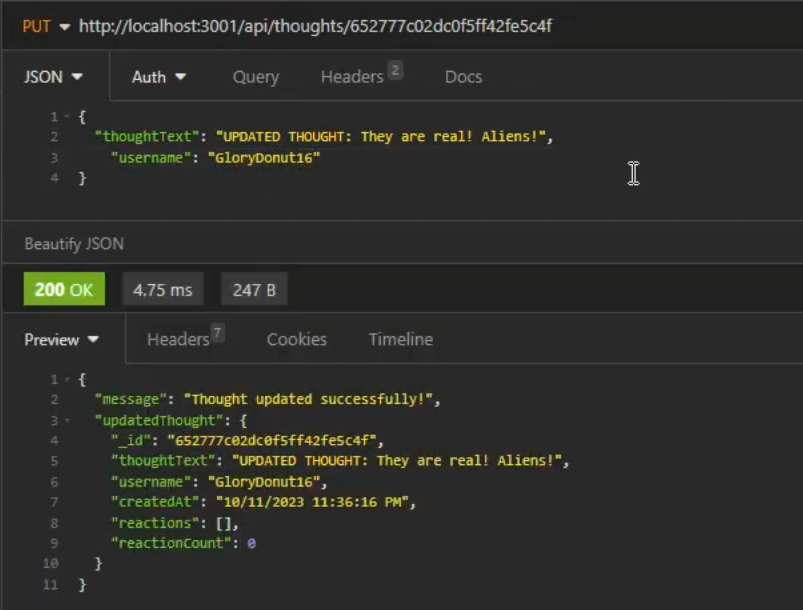 PUT http://localhost:3001/api/thoughts/652777c02dc0f5ff42fe5c4f
JSON Auth Query Headers 2 Docs
1 {
2 "thoughtText": "UPDATED THOUGHT: They are real! Aliens!",
3 "username": "GloryDonut16"
4 }
Beautify JSON
200 OK 4.75 ms 247 B
Preview Headers 7 Cookies Timeline
1 {
2 "message": "Thought updated successfully!",
3 "updatedThought": {
4 "_id": "652777c02dc0f5ff42fe5c4f",
5 "thoughtText": "UPDATED THOUGHT: They are real! Aliens!",
6 "username": "GloryDonut16",
7 "createdAt": "10/11/2023 11:36:16 PM",
8 "reactions": [],
9 "reactionCount": 0
10 }
11 }